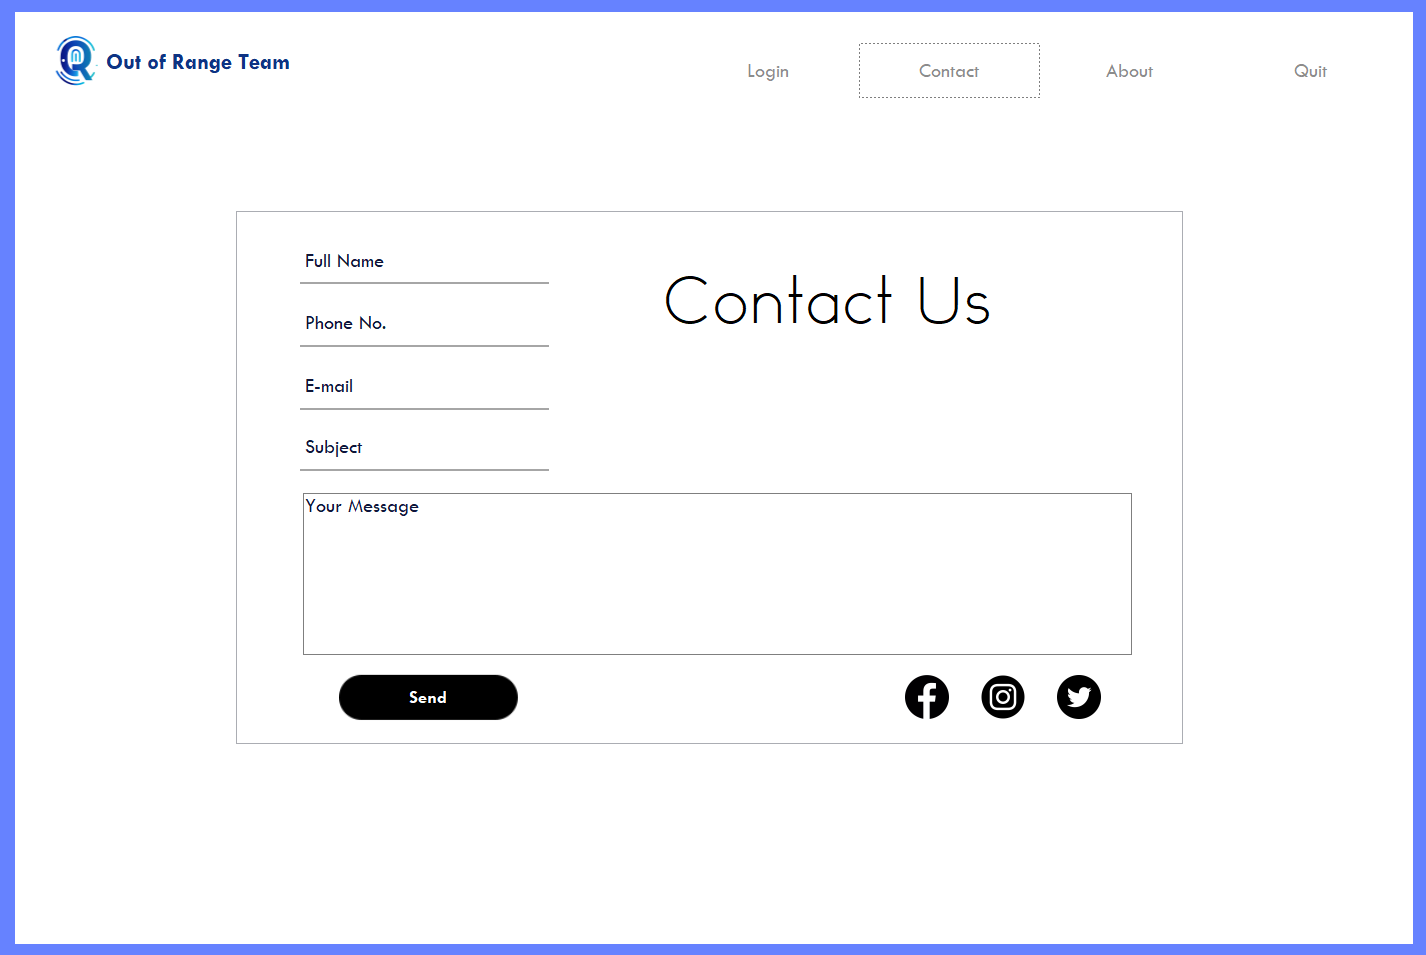 Out of Range Team
Login
Contact
About
Quit
Full Name
Contact Us
Phone No.
E-mail
Subject
Your Message
Send